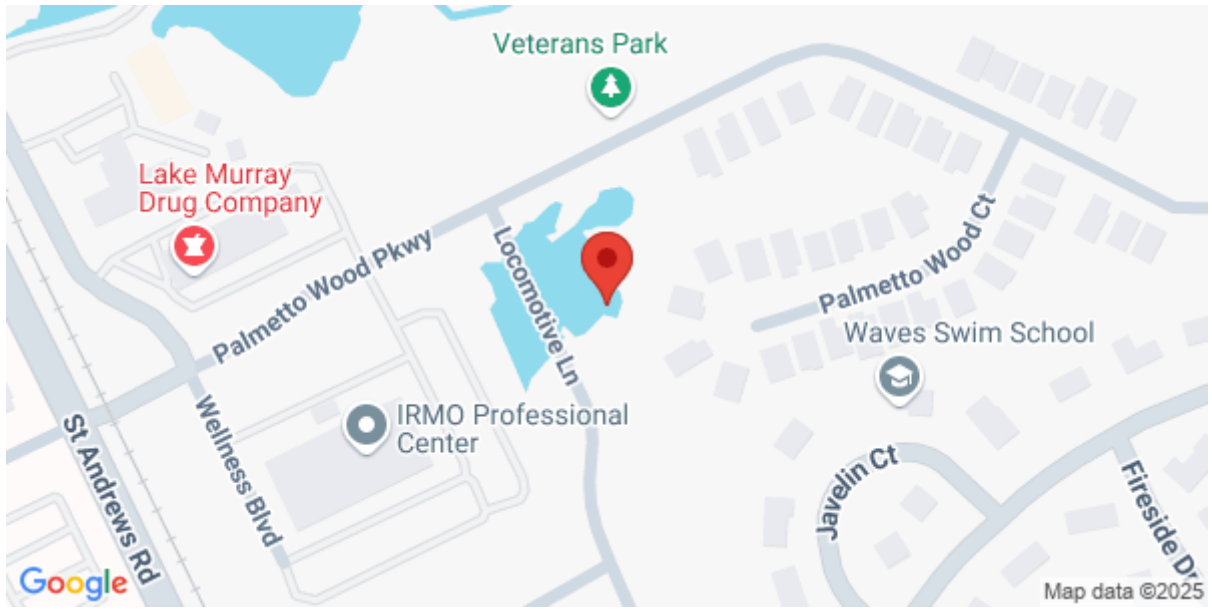 Veterans Park
Lake Murray
Drug Company
Palmetto Wood Pkwy
Locomotive Ln
Palmetto Wood Ct
Waves Swim School
IRMO Professional
Center
St Andrews Rd
Wellness Blvd
Javelin Ct
Fireside Dr
Google
Map data ©2025